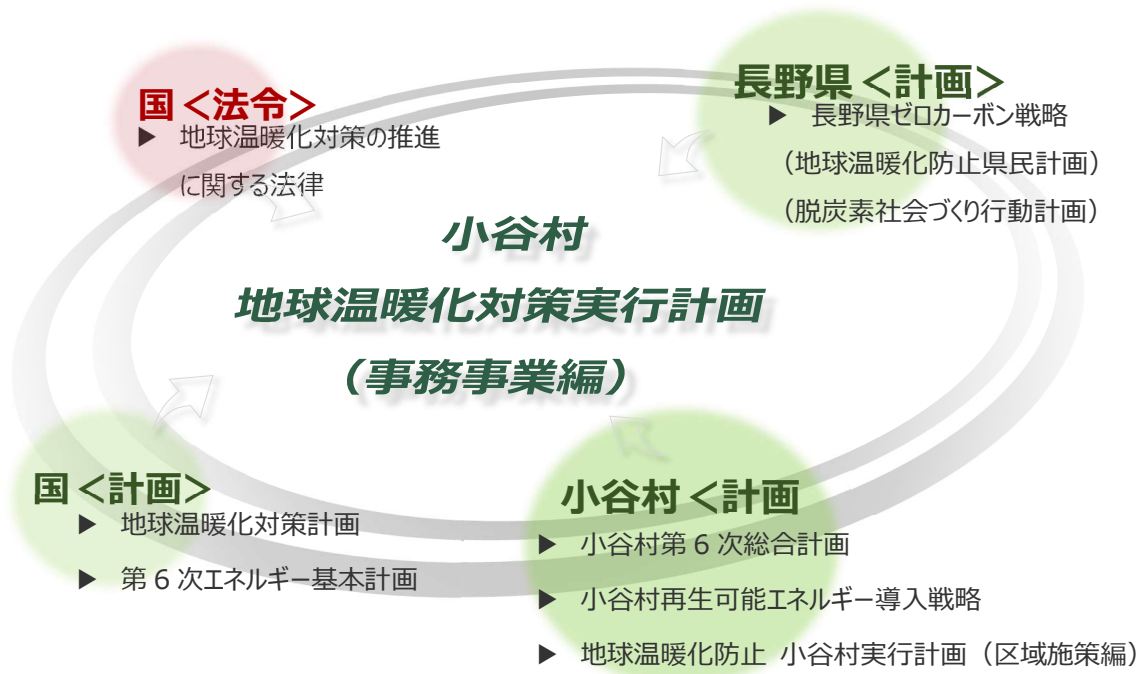 国＜法令＞
▶ 地球温暖化対策の推進
に関する法律
長野県＜計画＞
▶ 長野県ゼロカーボン戦略
（地球温暖化防止県民計画）
（脱炭素社会づくり行動計画）
小谷村
地球温暖化対策実行計画
（事務事業編）
国＜計画＞
▶ 地球温暖化対策計画
▶ 第６次エネルギー基本計画
小谷村＜計画
▶ 小谷村第６次総合計画
▶ 小谷村再生可能エネルギー導入戦略
▶ 地球温暖化防止 小谷村実行計画（区域施策編）